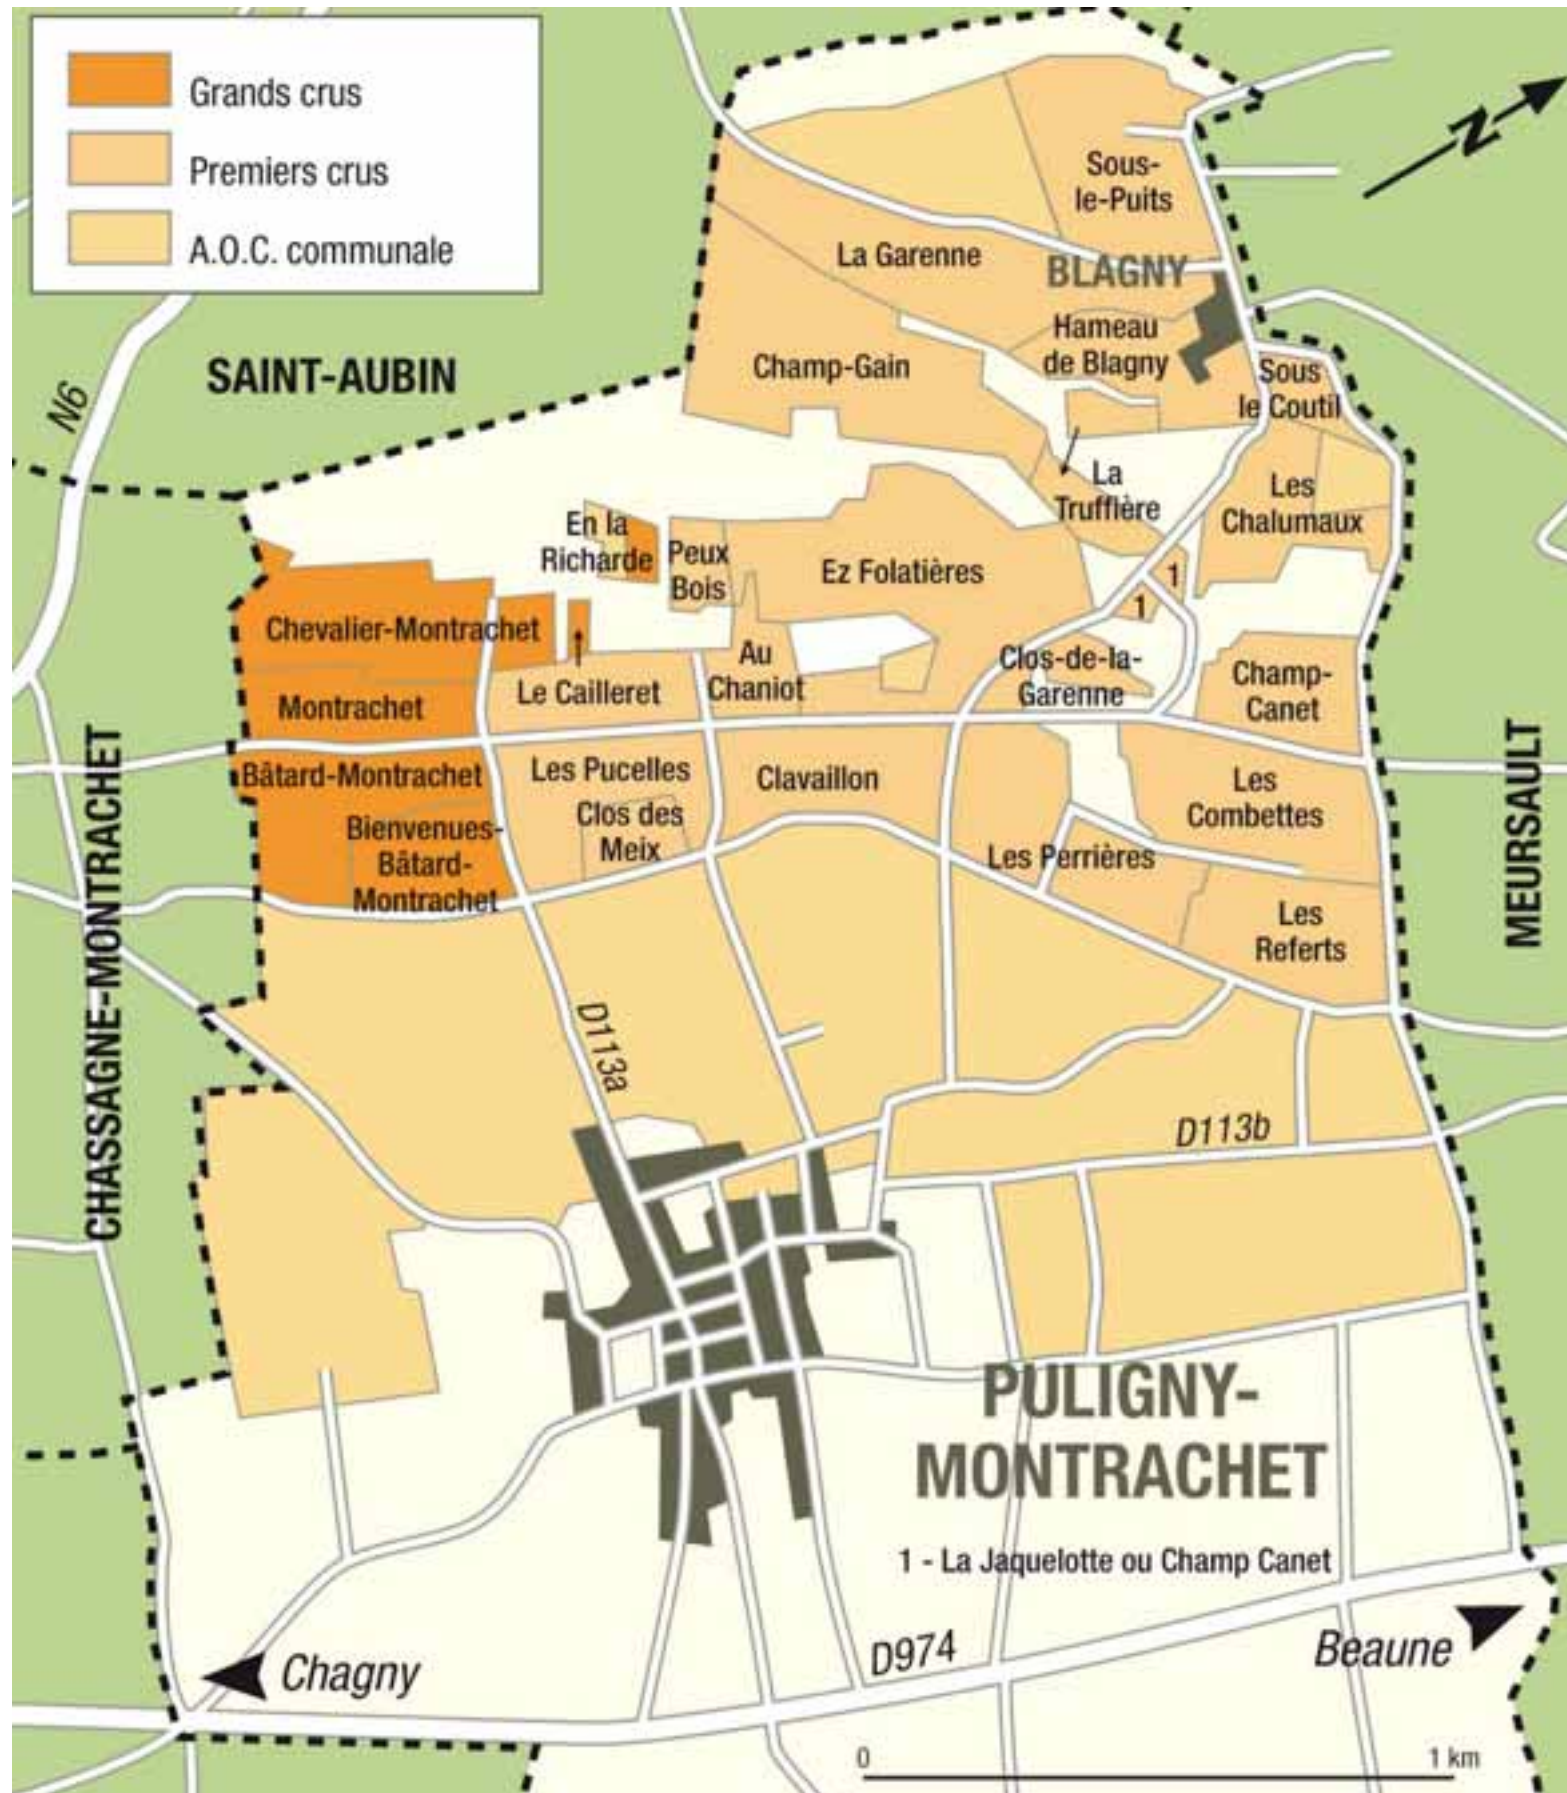 Grands crus
Premiers crus
A.O.C. communale
N
Sous-
le-Puits
La Garenne
BLAGNY
Hameau
de Blagny
Champ-Gain
Sous
le Coutil
SAINT-AUBIN
N6
La
Truffière
Les
Chalumaux
En la
Richarde
Peux
Bois
Ez Folatières
1
1
Chevalier-Montrachet
Au
Chaniot
Clos-de-la-
Garenne
Champ-
Canet
Le Cailleret
Montrachet
CHASSAGNE-MONTRACHET
MEURSAULT
Bâtard-Montrachet
Les Pucelles
Clavaillon
Les
Combettes
Clos des
Meix
Bienvenues-
Bâtard-
Montrachet
Les Perrières
Les
Referts
D113a
D113b
PULIGNY-
MONTRACHET
1 - La Jaquelotte ou Champ Canet
D974
Beaune
Chagny
0
1 km